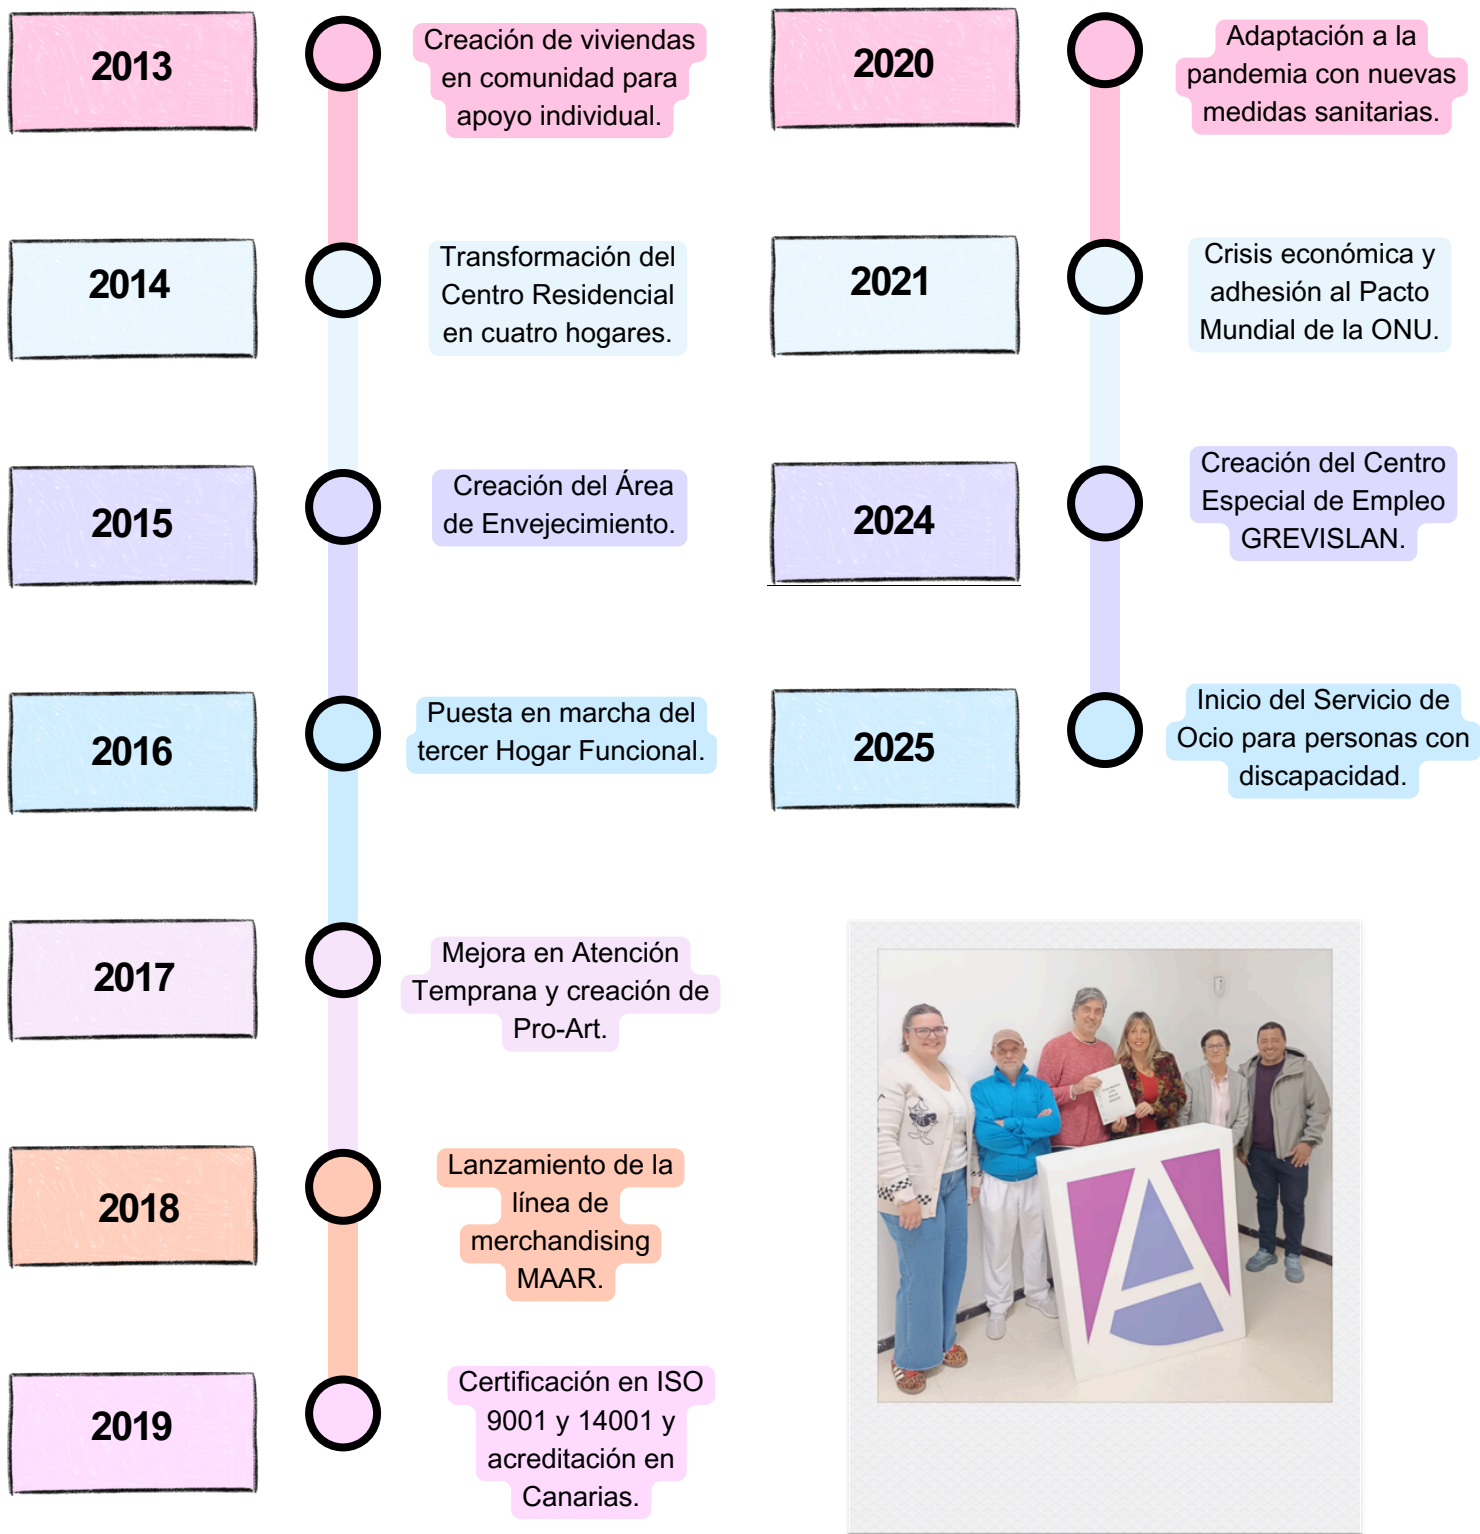 2013
Creación de viviendas
en comunidad para
apoyo individual.
2014
Transformación del
Centro Residencial
en cuatro hogares.
2015
Creación del Área
de Envejecimiento.
2016
Puesta en marcha del
tercer Hogar Funcional.
2017
Mejora en Atención
Temprana y creación de
Pro-Art.
2018
Lanzamiento de la
línea de
merchandising
MAAR.
2019
Certificación en ISO
9001 y 14001 y
acreditación en
Canarias.
2020
Adaptación a la
pandemia con nuevas
medidas sanitarias.
2021
Crisis económica y
adhesión al Pacto
Mundial de la ONU.
2024
Creación del Centro
Especial de Empleo
GREVISLAN.
2025
Inicio del Servicio de
Ocio para personas con
discapacidad.
A